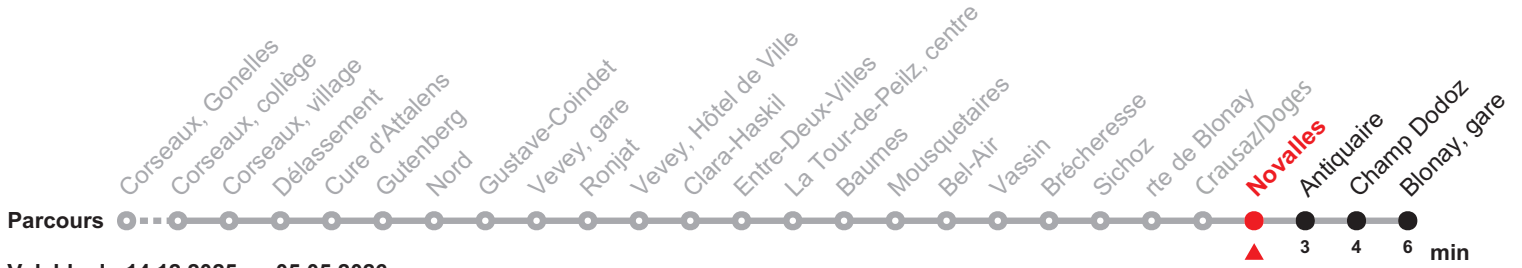 Corseaux, Gonelles
Corseaux, collège
Corseaux, village
Délassement
Cure d'Attalens
Gutenberg
Nord
Gustave-Coindet
Vevey, gare
Ronjat
Vevey, Hôtel de Ville
Clara-Haskil
Entre-Deux-Villes
La Tour-de-Peilz, centre
Baumes
Mousquetaires
Bel-Air
Vassin
Brécheresse
Sichoz
rte de Blonay
Crausaz/Doges
Novalles
Antiquaire
Champ Dodoz
Blonay, gare
Parcours
3 4 6 min